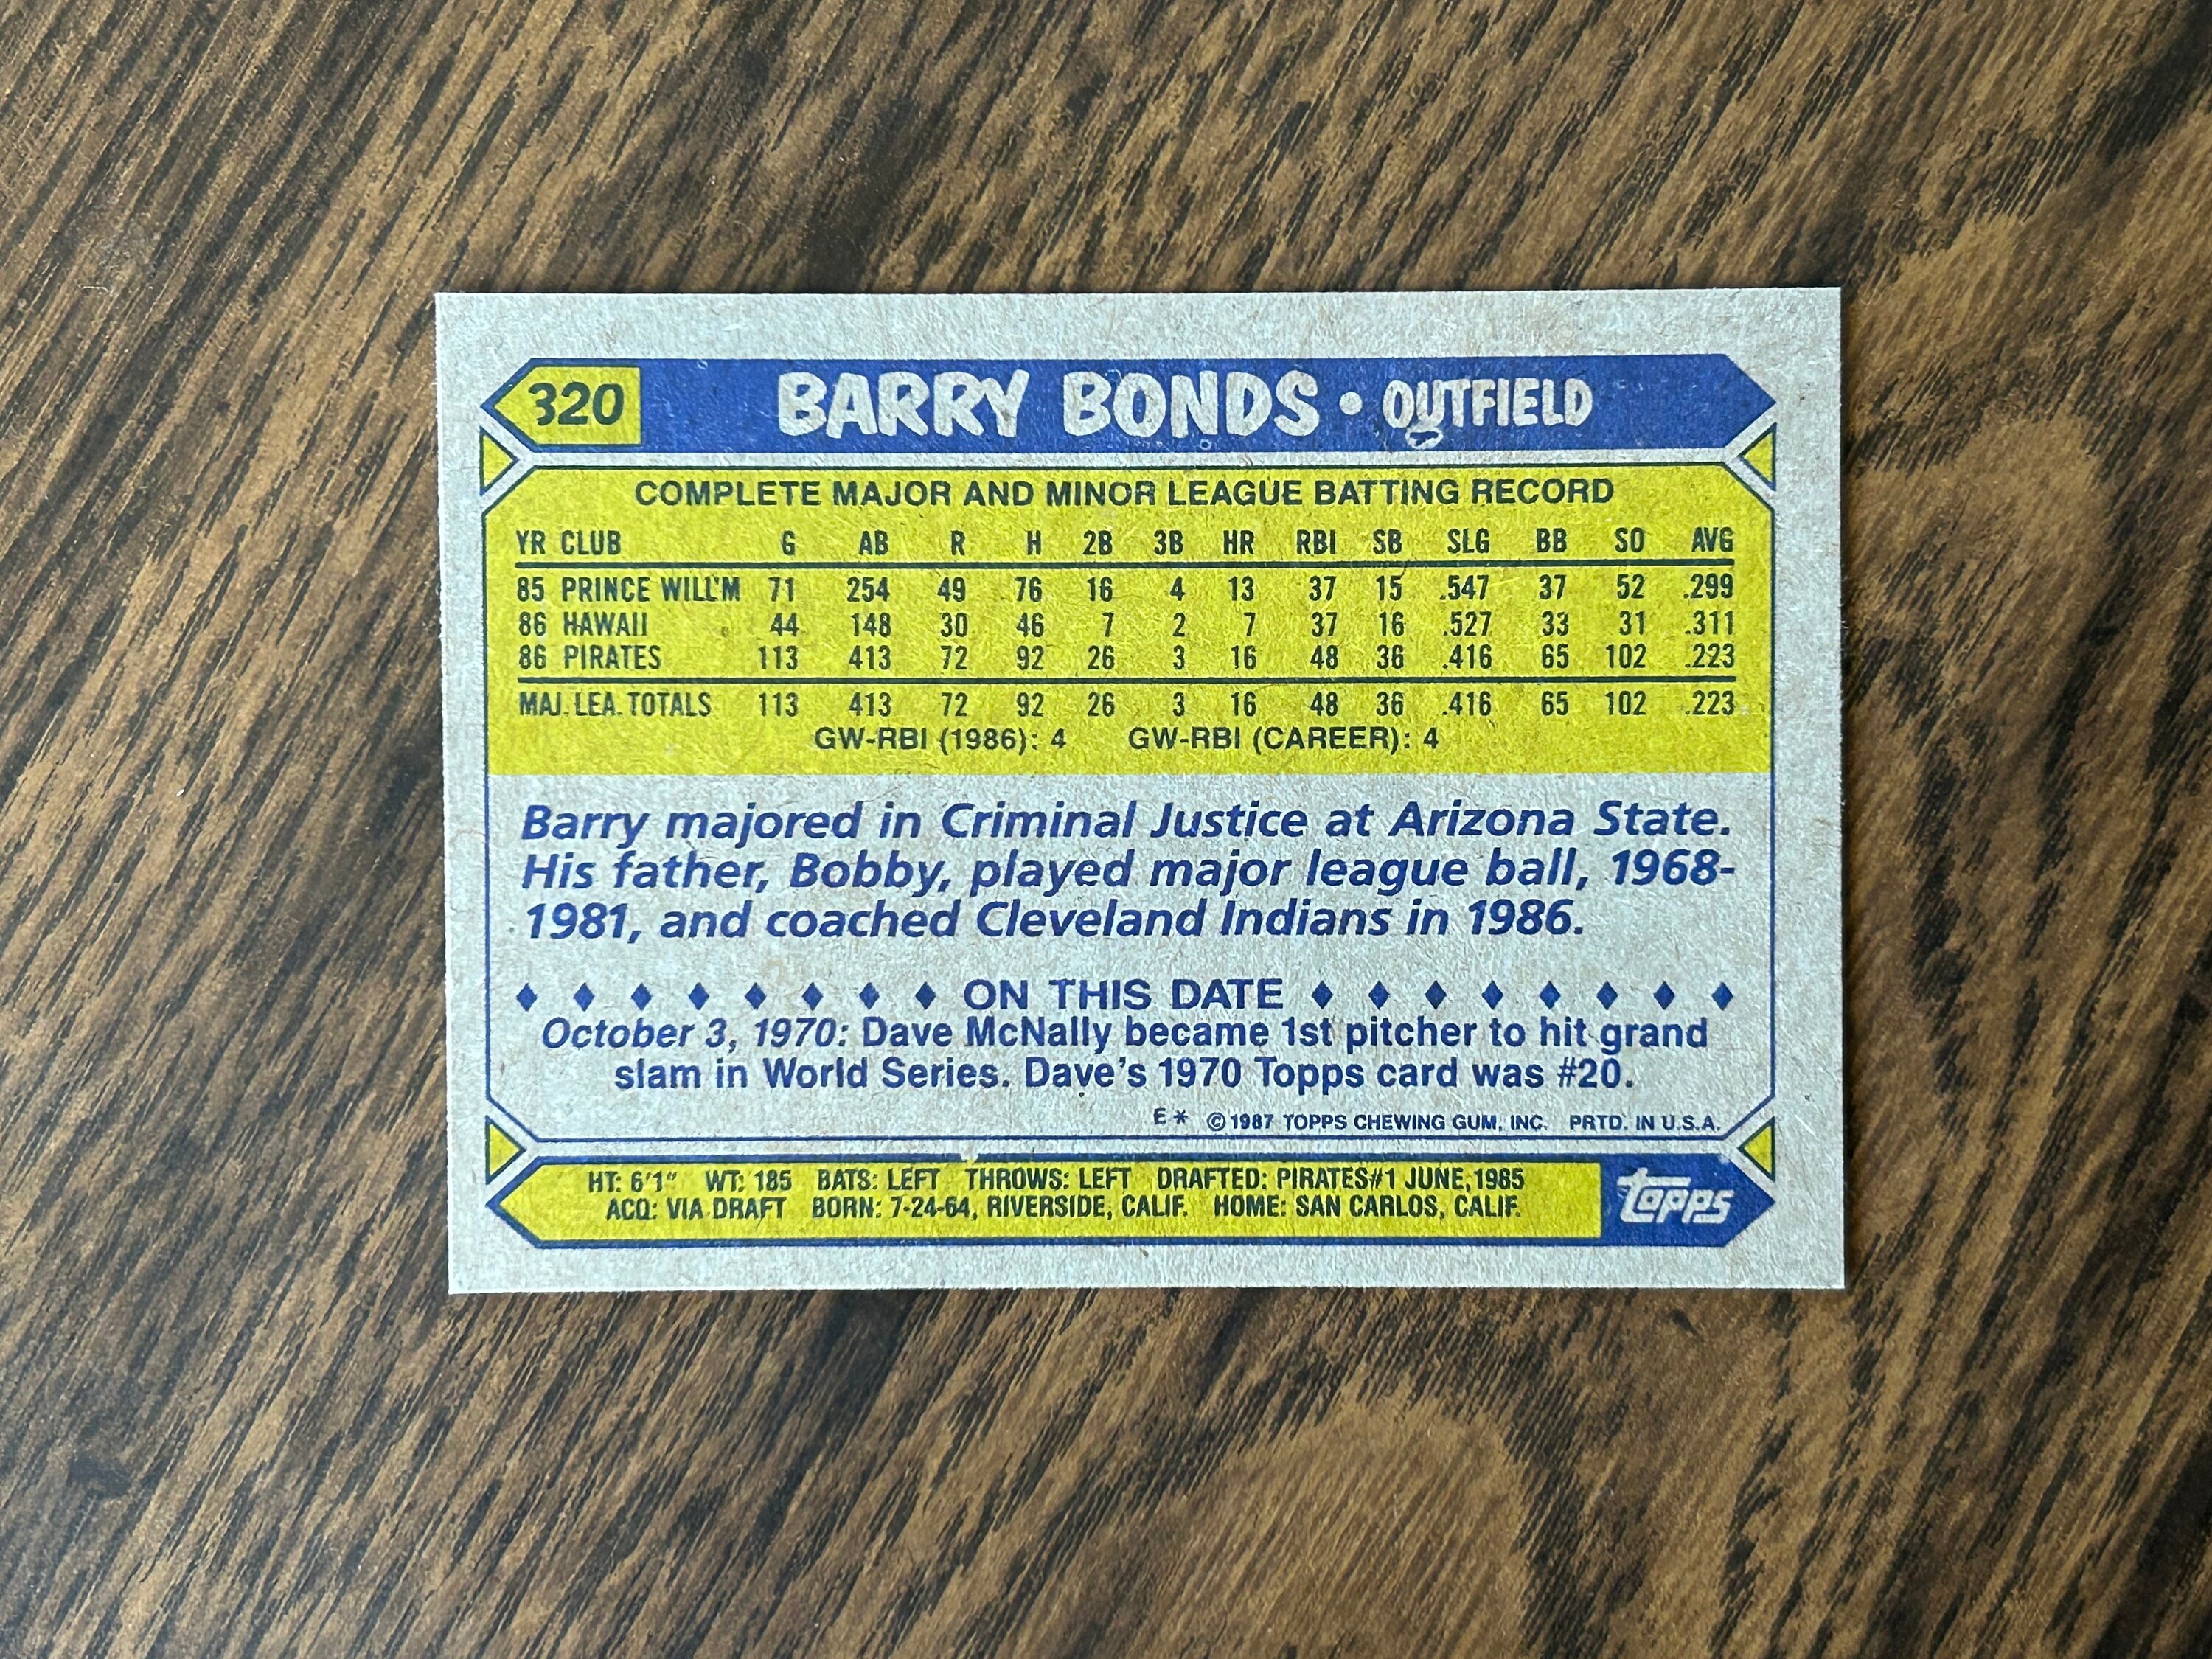 320 BARRY BONDS • OUTFIELD
COMPLETE MAJOR AND MINOR LEAGUE BATTING RECORD
YR CLUB G AB R H 2B 3B HR RBI SB SLG BB SO AVG
85 PRINCE WILL'M 71 254 49 76 16 4 13 37 15 .547 37 52 .299
86 HAWAII 44 148 30 46 7 2 7 37 16 .527 33 31 .311
86 PIRATES 113 413 72 92 26 3 16 48 36 .416 65 102 .223
MAJ. LEA. TOTALS 113 413 72 92 26 3 16 48 36 .416 65 102 .223
GW-RBI (1986): 4 GW-RBI (CAREER): 4
Barry majored in Criminal Justice at Arizona State.
His father, Bobby, played major league ball, 1968-
1981, and coached Cleveland Indians in 1986.
♦ ♦ ♦ ♦ ♦ ♦ ♦ ♦ ON THIS DATE ♦ ♦ ♦ ♦ ♦ ♦ ♦ ♦
October 3, 1970: Dave McNally became 1st pitcher to hit grand
slam in World Series. Dave's 1970 Topps card was #20.
E* © 1987 TOPPS CHEWING GUM, INC. PRTD. IN U.S.A.
HT: 6'1" WT: 185 BATS: LEFT THROWS: LEFT DRAFTED: PIRATES#1 JUNE, 1985
ACQ: VIA DRAFT BORN: 7-24-64, RIVERSIDE, CALIF. HOME: SAN CARLOS, CALIF.
topps